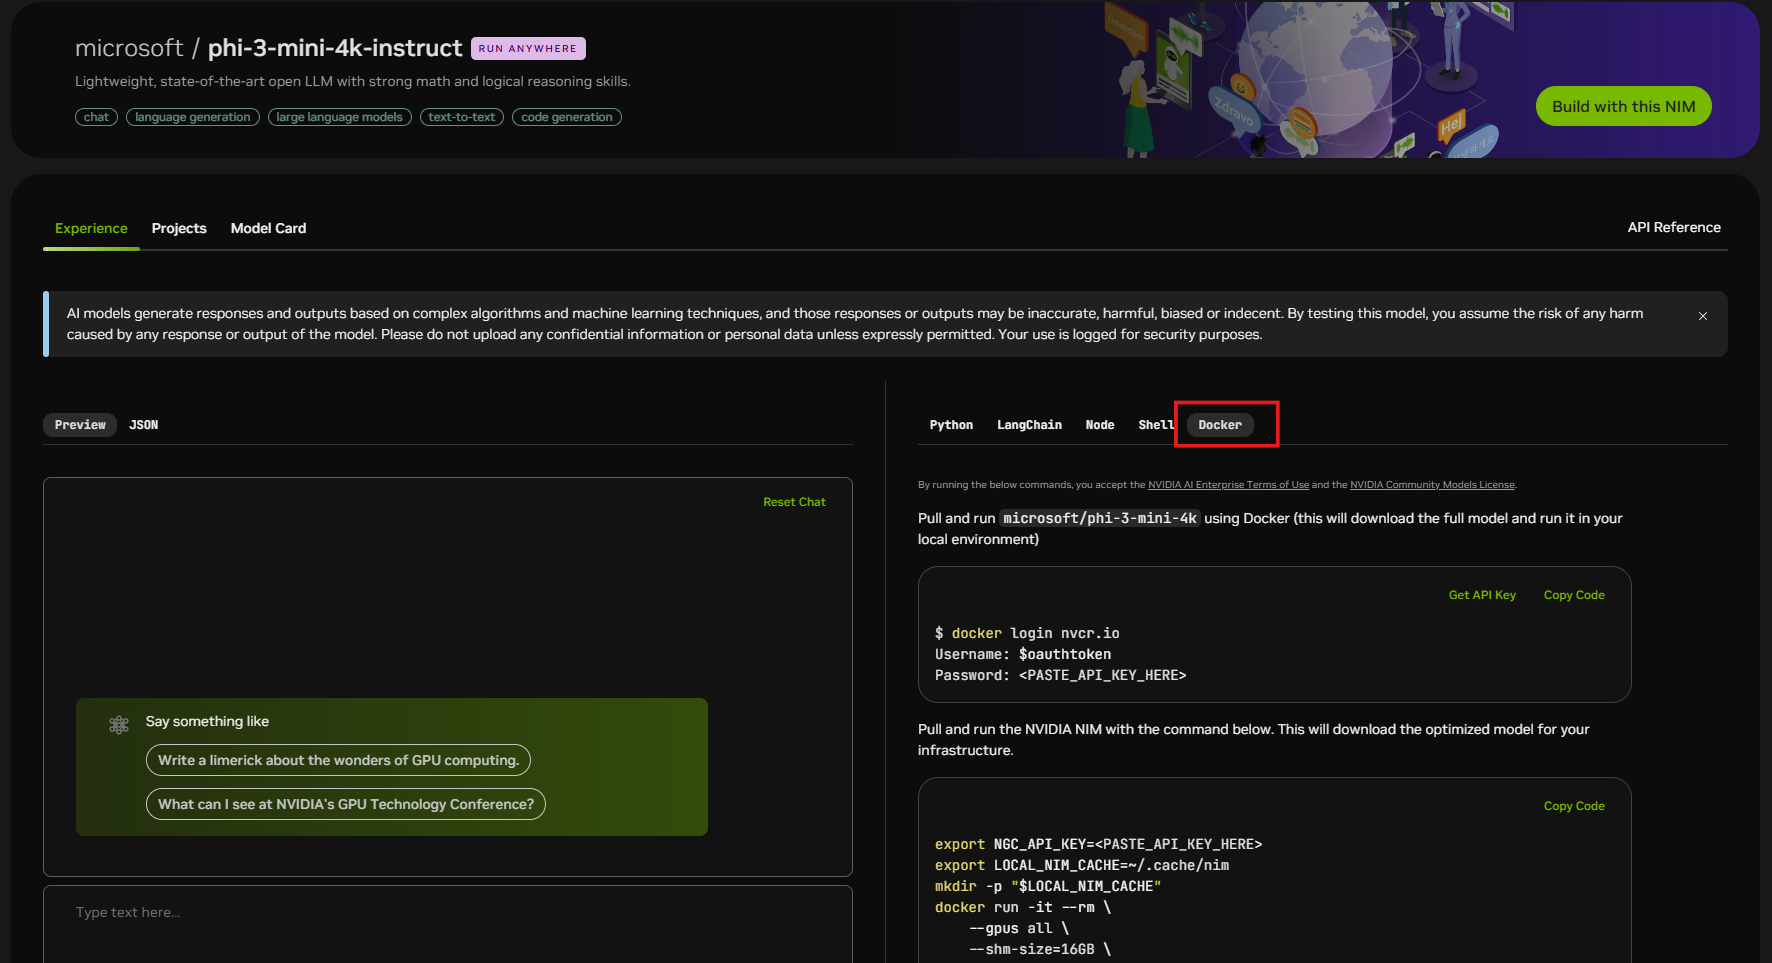 microsoft / phi-3-mini-4k-instruct RUN ANYWHERE
Lightweight, state-of-the-art open LLM with strong math and logical reasoning skills.
chat language generation large language models text-to-text code generation
Zdravo
Hej
Build with this NIM
Experience Projects Model Card API Reference
AI models generate responses and outputs based on complex algorithms and machine learning techniques, and those responses or outputs may be inaccurate, harmful, biased or indecent. By testing this model, you assume the risk of any harm
caused by any response or output of the model. Please do not upload any confidential information or personal data unless expressly permitted. Your use is logged for security purposes.
Preview JSON
Reset Chat
Say something like
Write a limerick about the wonders of GPU computing.
What can I see at NVIDIA's GPU Technology Conference?
Type text here...
Python LangChain Node Shell Docker
By running the below commands, you accept the NVIDIA AI Enterprise Terms of Use and the NVIDIA Community Models License.
Pull and run microsoft/phi-3-mini-4k using Docker (this will download the full model and run it in your
local environment)
Get API Key Copy Code
$ docker login nvcr.io
Username: $oauthtoken
Password: <PASTE_API_KEY_HERE>
Pull and run the NVIDIA NIM with the command below. This will download the optimized model for your
infrastructure.
Copy Code
export NGC_API_KEY=<PASTE_API_KEY_HERE>
export LOCAL_NIM_CACHE=~/.cache/nim
mkdir -p "$LOCAL_NIM_CACHE"
docker run -it --rm \
--gpus all \
--shm-size=16GB \